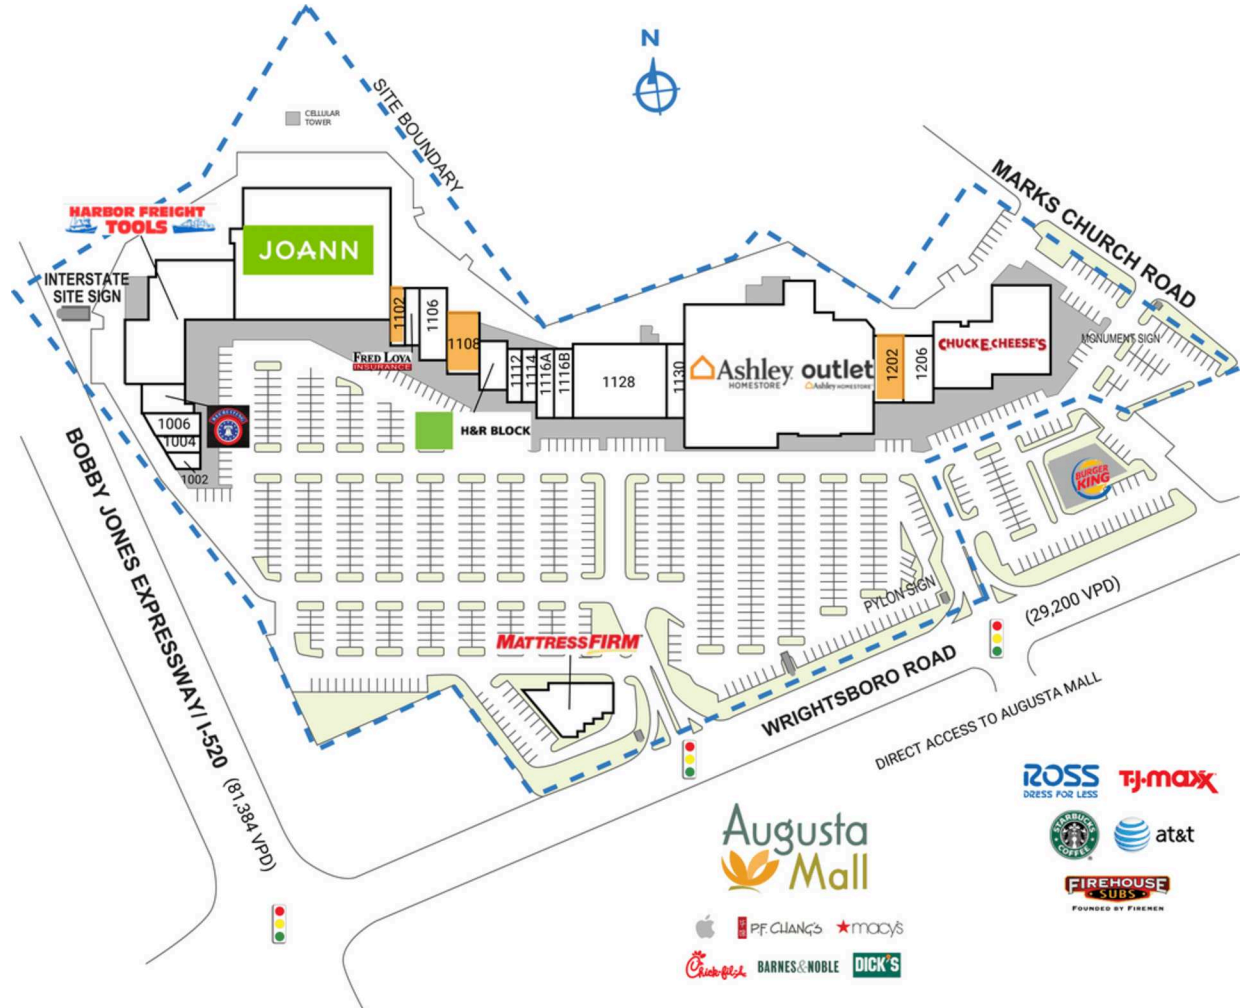 N
CELLULAR
TOWER
SITE BOUNDARY
MARKS CHURCH ROAD
HARBOR FREIGHT
TOOLS
JOANN
INTERSTATE
SITE SIGN
1102
1106
1108
FRED LOYA
INSURANCE
1112
1114
1116A
1116B
1128
1130
Ashley
HOMESTORE
outlet
Ashley HOMESTORE
1202
1206
CHUCK E. CHEESE'S
MONUMENT SIGN
RECRUITING
1006
1004
1002
H&R BLOCK
BURGER
KING
BOBBY JONES EXPRESSWAY/ I-520 (81,384 VPD)
PYLON SIGN
MATTRESSFIRM
WRIGHTSBORO ROAD
(29,200 VPD)
DIRECT ACCESS TO AUGUSTA MALL
Augusta
Mall
P.F. CHANG'S
macy's
Chick-fil-A
BARNES&NOBLE
DICK'S
ROSS
DRESS FOR LESS
T·J·maxx
STARBUCKS
COFFEE
at&t
FIREHOUSE
SUBS
FOUNDED BY FIREMEN